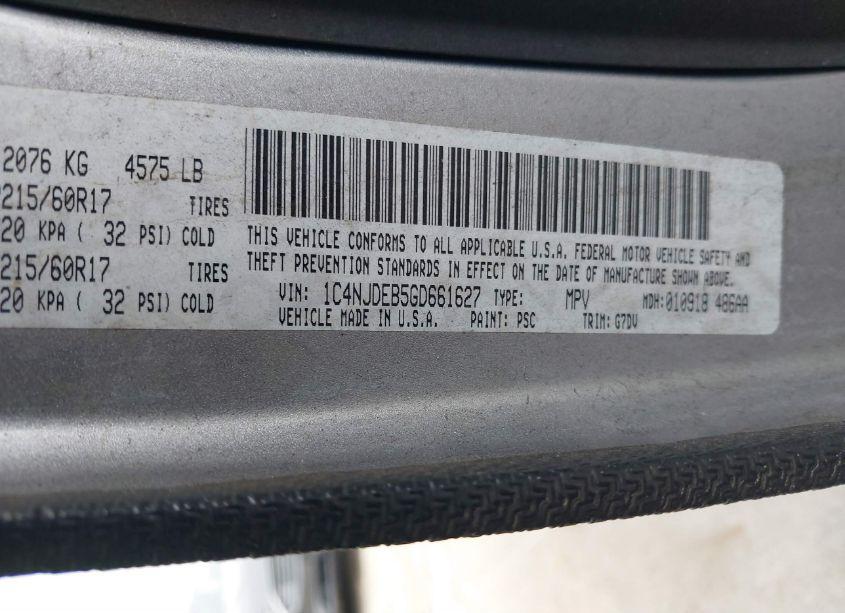 2076 KG 4575 LB
215/60R17 TIRES
20 KPA ( 32 PSI) COLD
215/60R17 TIRES
20 KPA ( 32 PSI) COLD
THIS VEHICLE CONFORMS TO ALL APPLICABLE U.S.A. FEDERAL MOTOR VEHICLE SAFETY AND
THEFT PREVENTION STANDARDS IN EFFECT ON THE DATE OF MANUFACTURE SHOWN ABOVE.
VIN: 1C4NJDEB5GD661627 TYPE: MPV MDH: 010918 486AA
VEHICLE MADE IN U.S.A. PAINT: PSC TRIM: G7DV